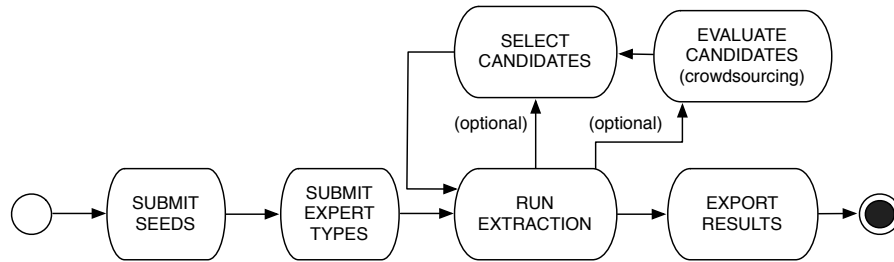 SELECT
CANDIDATES
EVALUATE
CANDIDATES
(crowdsourcing)
(optional)
(optional)
SUBMIT
SEEDS
SUBMIT
EXPERT
TYPES
RUN
EXTRACTION
EXPORT
RESULTS